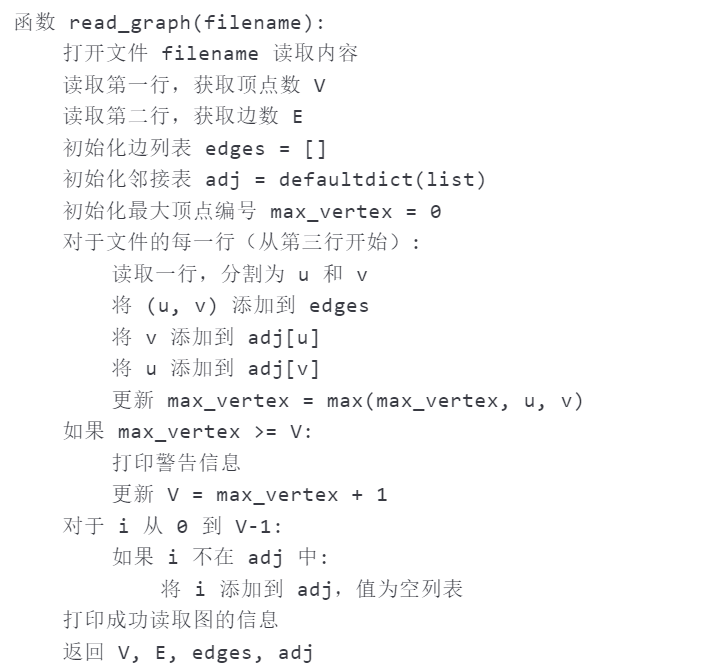 函数 read_graph(filename):
    打开文件 filename 读取内容
    读取第一行，获取顶点数 V
    读取第二行，获取边数 E
    初始化边列表 edges = []
    初始化邻接表 adj = defaultdict(list)
    初始化最大顶点编号 max_vertex = 0
    对于文件的每一行（从第三行开始）:
        读取一行，分割为 u 和 v
        将 (u, v) 添加到 edges
        将 v 添加到 adj[u]
        将 u 添加到 adj[v]
        更新 max_vertex = max(max_vertex, u, v)
    如果 max_vertex >= V:
        打印警告信息
        更新 V = max_vertex + 1
    对于 i 从 0 到 V-1:
        如果 i 不在 adj 中:
            将 i 添加到 adj，值为空列表
    打印成功读取图的信息
    返回 V, E, edges, adj